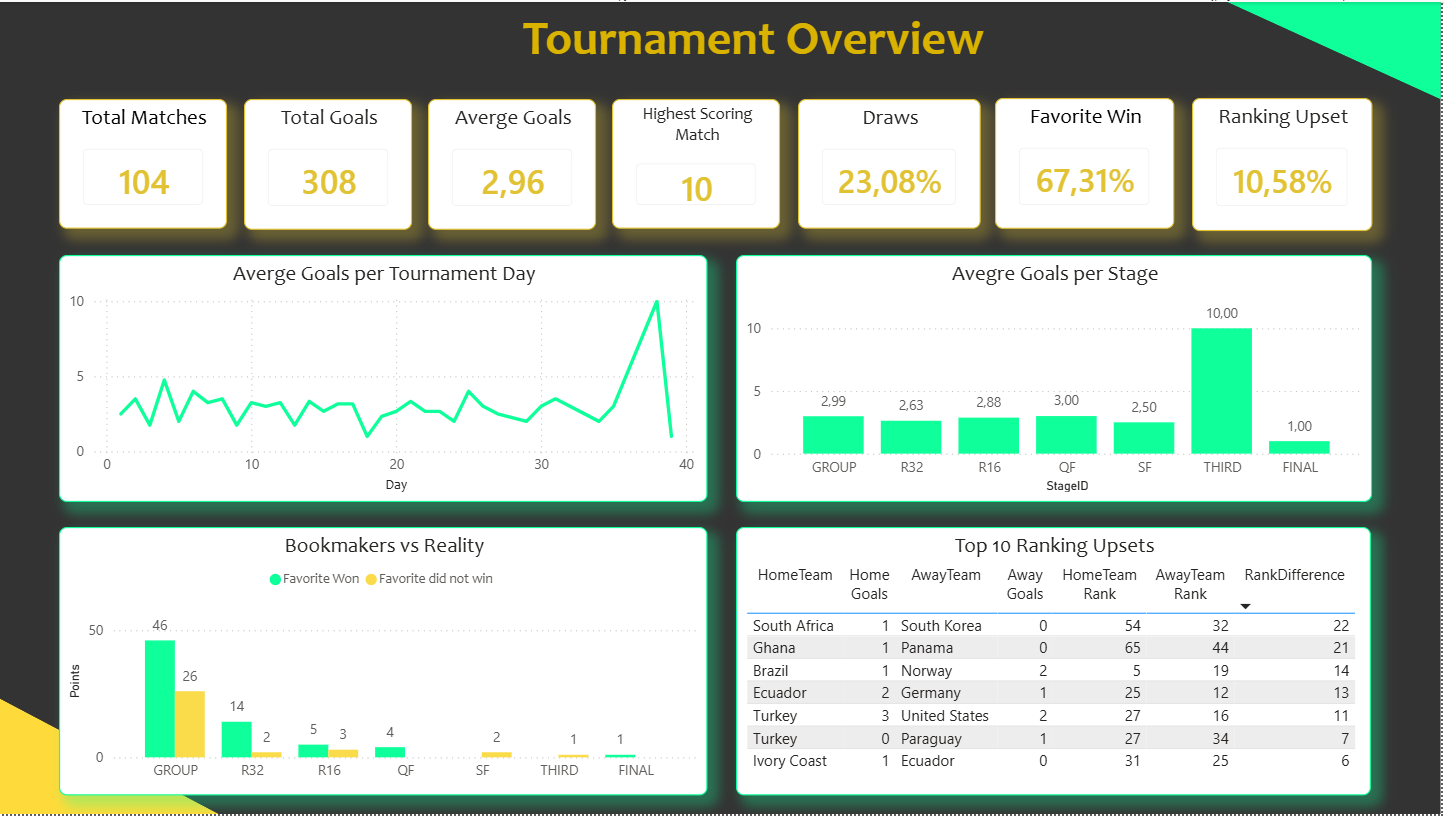 Tournament Overview
Total Matches
104
Total Goals
308
Averge Goals
2,96
Highest Scoring
Match
10
Draws
23,08%
Favorite Win
67,31%
Ranking Upset
10,58%
Averge Goals per Tournament Day
10
5
0
0 10 20 30 40
Day
Avegre Goals per Stage
10
5
0
2,99 2,63 2,88 3,00 2,50 10,00 1,00
GROUP R32 R16 QF SF THIRD FINAL
StageID
Bookmakers vs Reality
Favorite Won Favorite did not win
Points
50
0
46 26 14 2 5 3 4 2 1 1
GROUP R32 R16 QF SF THIRD FINAL
Top 10 Ranking Upsets
HomeTeam Home Goals AwayTeam Away Goals HomeTeam Rank AwayTeam Rank RankDifference
South Africa 1 South Korea 0 54 32 22
Ghana 1 Panama 0 65 44 21
Brazil 1 Norway 2 5 19 14
Ecuador 2 Germany 1 25 12 13
Turkey 3 United States 2 27 16 11
Turkey 0 Paraguay 1 27 34 7
Ivory Coast 1 Ecuador 0 31 25 6